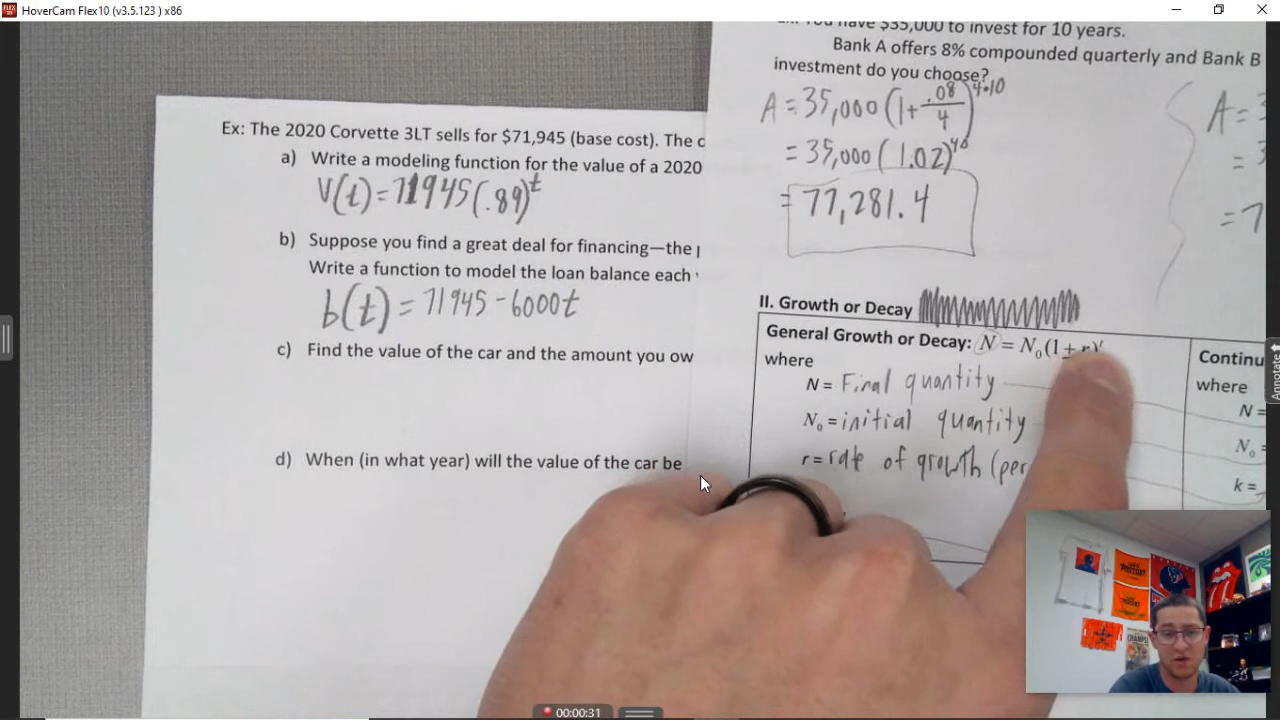 HoverCam Flex10 (v3.5.123) x86
Ex: The 2020 Corvette 3LT sells for $71,945 (base cost). The
a) Write a modeling function for the value of a 2020
V(t) = 71945(.89)^t
b) Suppose you find a great deal for financing—the
Write a function to model the loan balance each
b(t) = 71945 - 6000t
c) Find the value of the car and the amount you ow
d) When (in what year) will the value of the car be
You have $35,000 to invest for 10 years.
Bank A offers 8% compounded quarterly and Bank B
investment do you choose?
A = 35,000 (1 + .08/4)^4·10
= 35,000 (1.02)^40
= 77,281.4
A =
=
= 7
II. Growth or Decay
General Growth or Decay: N = N₀(1 ± r)
where
N = Final quantity
N₀ = initial quantity
r = rate of growth (per
Continu
where
N =
N₀
k =
Annotate
00:00:31